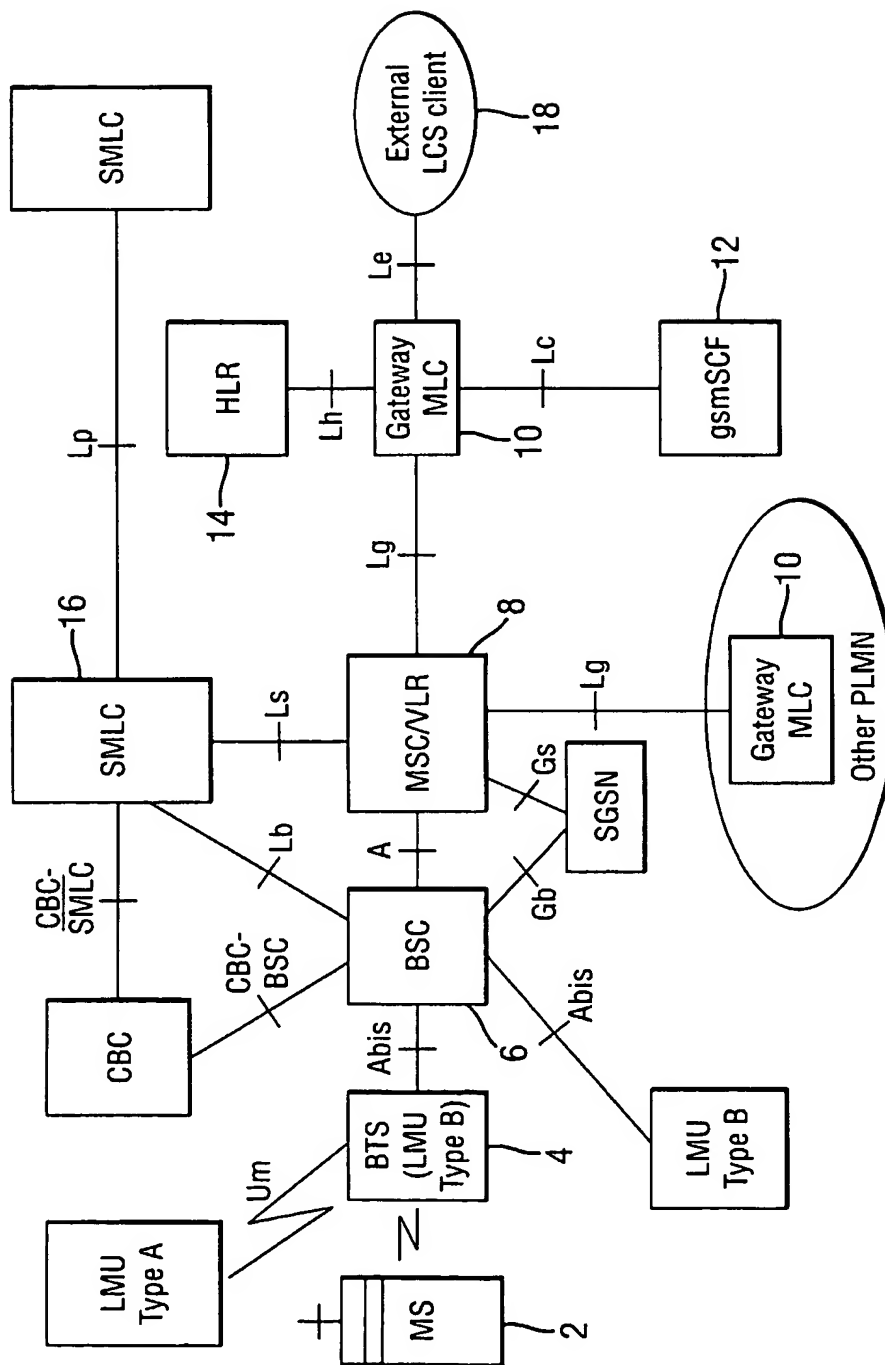 LMU
Type A
Um
MS
2
BTS
(LMU
Type B)
4
Abis
CBC
CBC-
SMLC
CBC-
BSC
BSC
6
Abis
LMU
Type B
Lb
SMLC
16
Ls
A
MSC/VLR
8
Gb
Gs
SGSN
Lg
Gateway
MLC
10
Other PLMN
Lp
SMLC
Lg
HLR
14
Lh
Gateway
MLC
10
Lc
gsmSCF
12
Le
External
LCS client
18